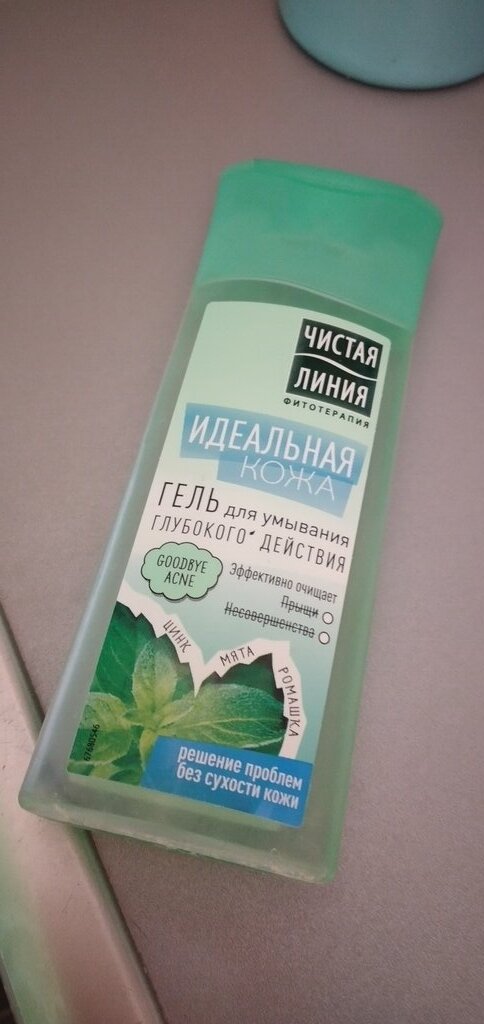 ЧИСТАЯ
ЛИНИЯ
ФИТОТЕРАПИЯ
ИДЕАЛЬНАЯ
КОЖА
ГЕЛЬ для умывания
ГЛУБОКОГО* ДЕЙСТВИЯ
GOODBYE
ACNE
Эффективно очищает
Прыщи
Несовершенства
ЦИНК
МЯТА
РОМАШКА
решение проблем
без сухости кожи
67680546